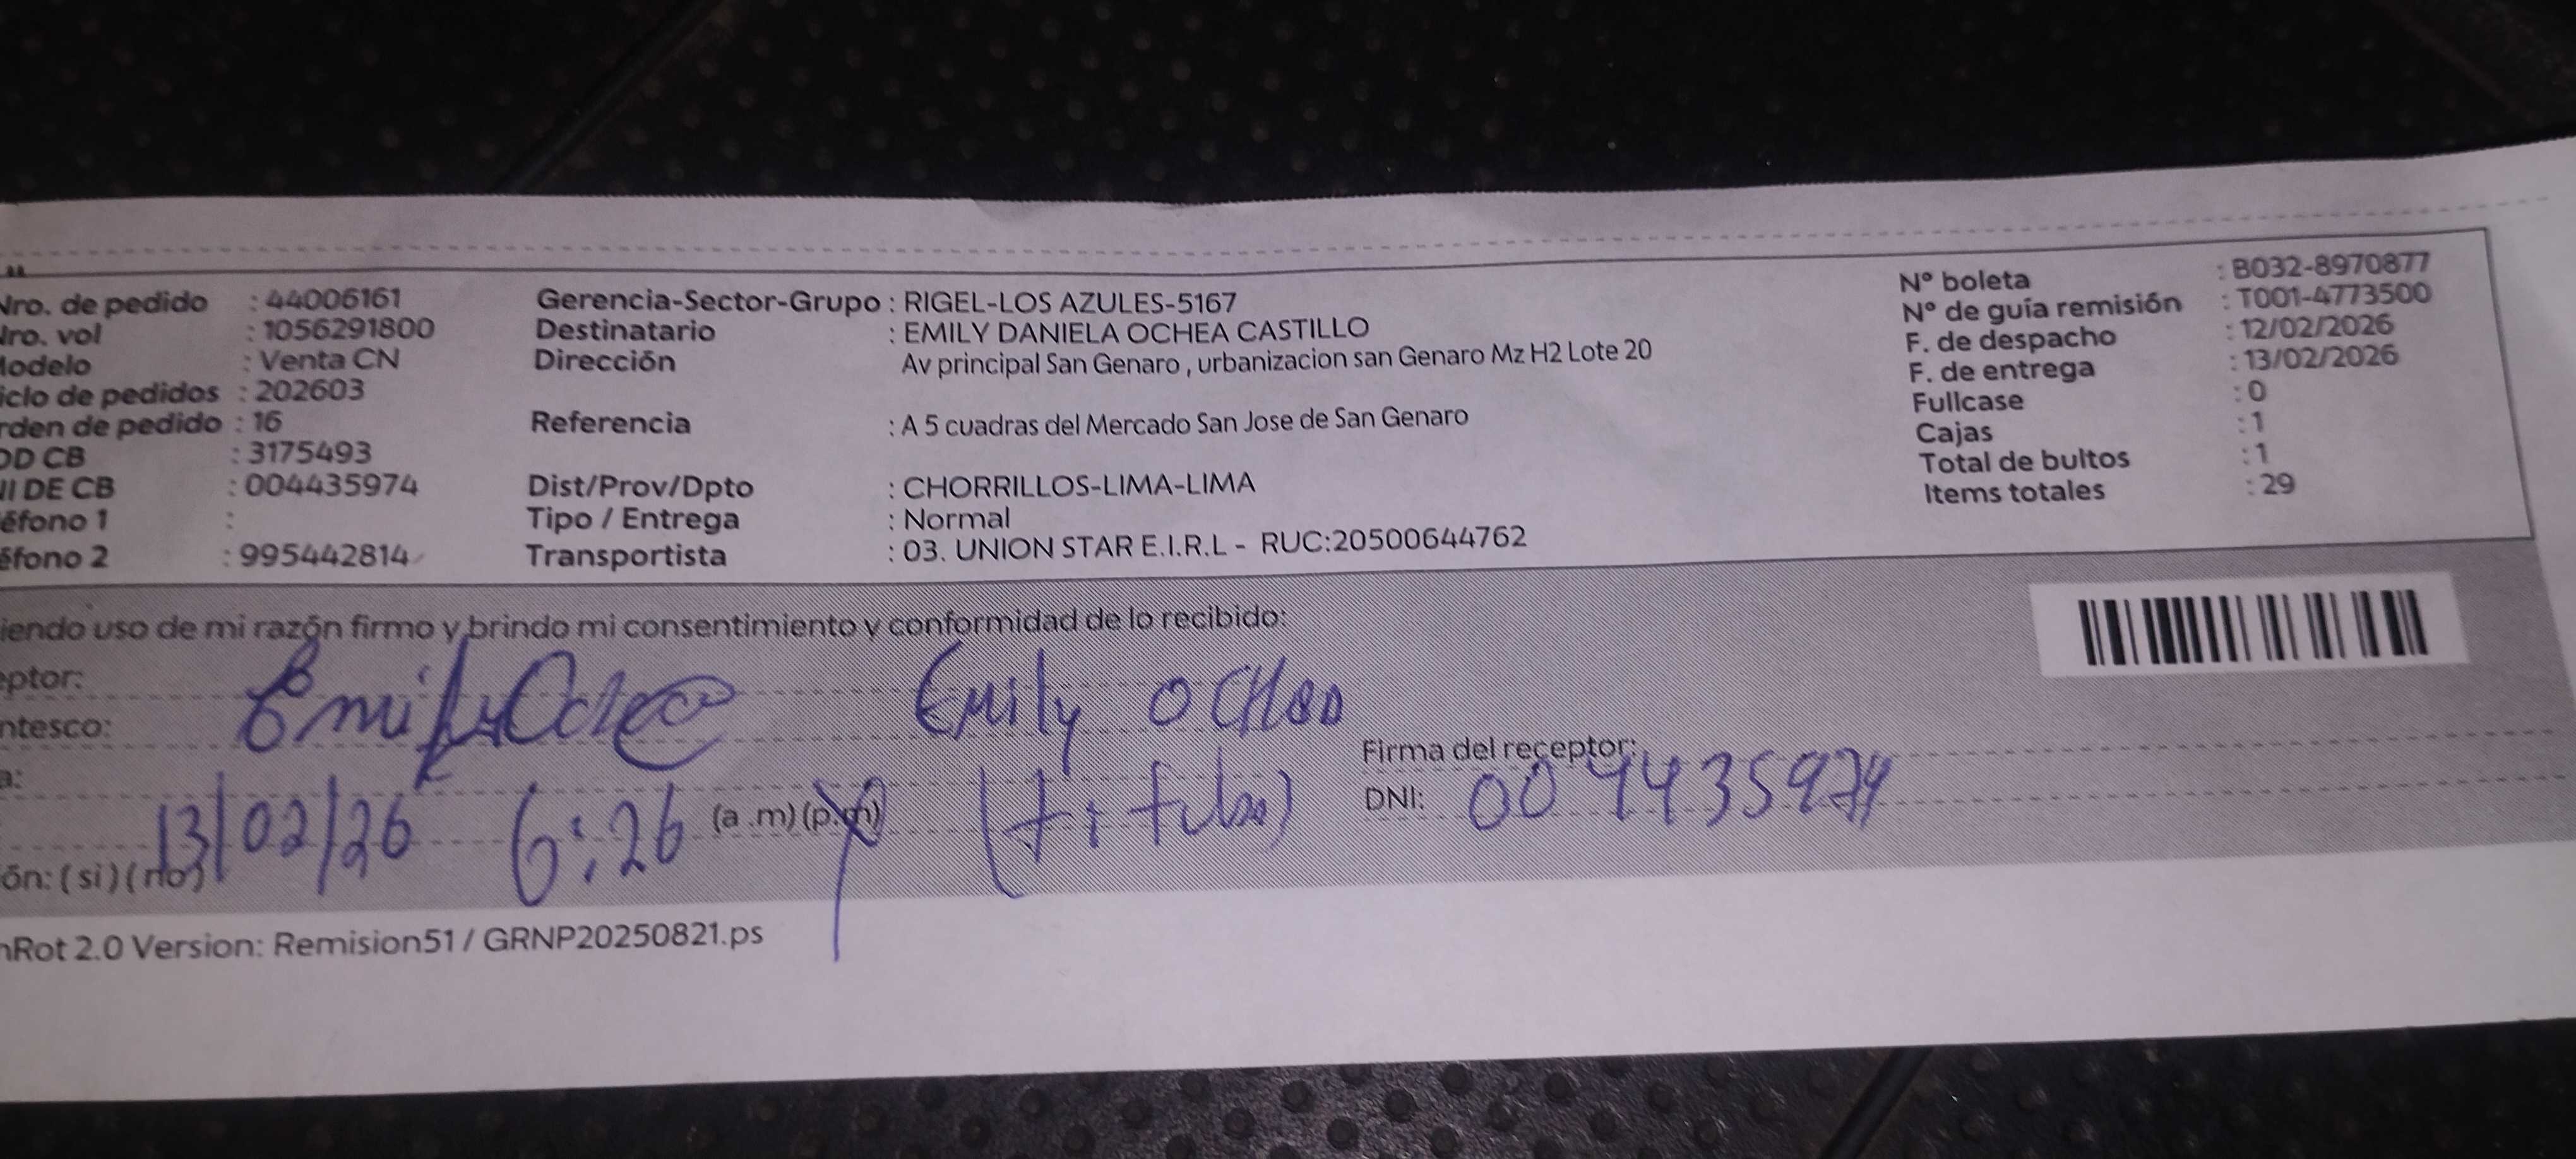 Nro. de pedido : 44006161 Gerencia-Sector-Grupo : RIGEL-LOS AZULES-5167 N° boleta : B032-8970877
Nro. vol : 1056291800 Destinatario : EMILY DANIELA OCHEA CASTILLO N° de guía remisión : T001-4773500
Modelo : Venta CN Dirección Av principal San Genaro , urbanizacion san Genaro Mz H2 Lote 20 F. de despacho : 12/02/2026
iclo de pedidos : 202603 F. de entrega : 13/02/2026
rden de pedido : 16 Referencia : A 5 cuadras del Mercado San Jose de San Genaro Fullcase : 0
OD CB : 3175493 Cajas : 1
NI DE CB : 004435974 Dist/Prov/Dpto : CHORRILLOS-LIMA-LIMA Total de bultos : 1
éfono 1 : Tipo / Entrega : Normal Items totales : 29
éfono 2 : 995442814 Transportista : 03. UNION STAR E.I.R.L - RUC:20500644762
iendo uso de mi razón firmo y brindo mi consentimiento y conformidad de lo recibido:
eptor: Emily Ochea Emily Ochea
ntesco:
Firma del receptor:
a: 13/02/26 6:26 (a .m) (p.m) (titular) DNI: 004435974
ón: ( si ) ( no )
nRot 2.0 Version: Remision51 / GRNP20250821.ps